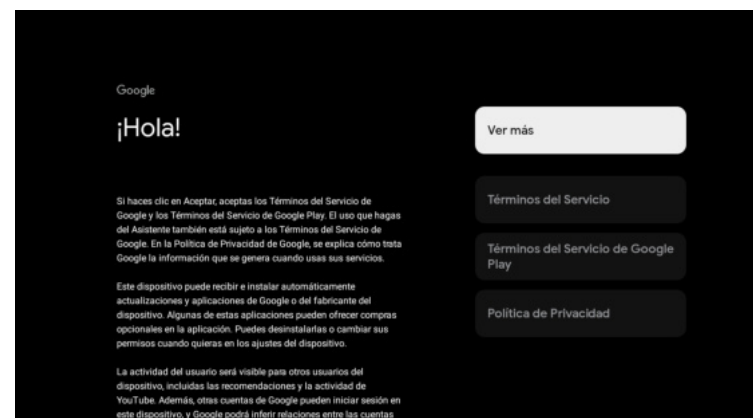 Google
¡Hola!
Ver más
Si haces clic en Aceptar, aceptas los Términos del Servicio de
Google y los Términos del Servicio de Google Play. El uso que hagas
del Asistente también está sujeto a los Términos del Servicio de
Google. En la Política de Privacidad de Google, se explica cómo trata
Google la información que se genera cuando usas sus servicios.
Este dispositivo puede recibir e instalar automáticamente
actualizaciones y aplicaciones de Google o del fabricante del
dispositivo. Algunas de estas aplicaciones pueden ofrecer compras
opcionales en la aplicación. Puedes desinstalarlas o cambiar sus
permisos cuando quieras en los ajustes del dispositivo.
La actividad del usuario será visible para otros usuarios del
dispositivo, incluidas las recomendaciones y la actividad de
YouTube. Además, otras cuentas de Google pueden iniciar sesión en
este dispositivo, y Google podrá inferir relaciones entre las cuentas
Términos del Servicio
Términos del Servicio de Google
Play
Política de Privacidad